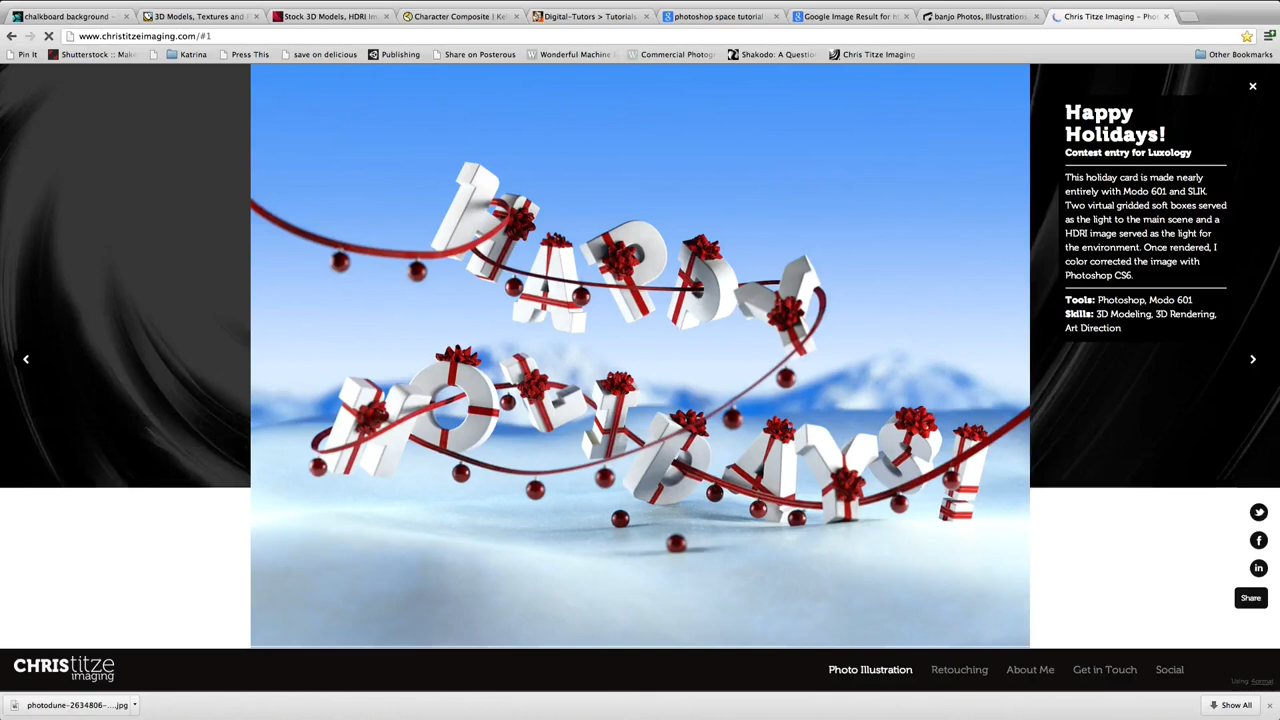 chalkboard background -
3D Models, Textures and
Stock 3D Models, HDRI Im
Character Composite | Ke
Digital-Tutors > Tutorials
photoshop space tutorial
Google Image Result for h
banjo Photos, Illustrations
Chris Titze Imaging – Pho
www.christitzeimaging.com/#1
Pin It
Shutterstock :: Make
Katrina
Press This
save on delicious
Publishing
Share on Posterous
Wonderful Machine
Commercial Photog
Shakodo: A Questio
Chris Titze Imaging
Other Bookmarks
HAPPY
HOLIDAYS!
Happy
Holidays!
Contest entry for Luxology
This holiday card is made nearly
entirely with Modo 601 and SLIK.
Two virtual gridded soft boxes served
as the light to the main scene and a
HDRI image served as the light for
the environment. Once rendered, I
color corrected the image with
Photoshop CS6.
Tools: Photoshop, Modo 601
Skills: 3D Modeling, 3D Rendering,
Art Direction
Share
CHRIStitze
imaging
Photo Illustration
Retouching
About Me
Get in Touch
Social
Using 4ormat
photodune-2634806-....jpg
Show All